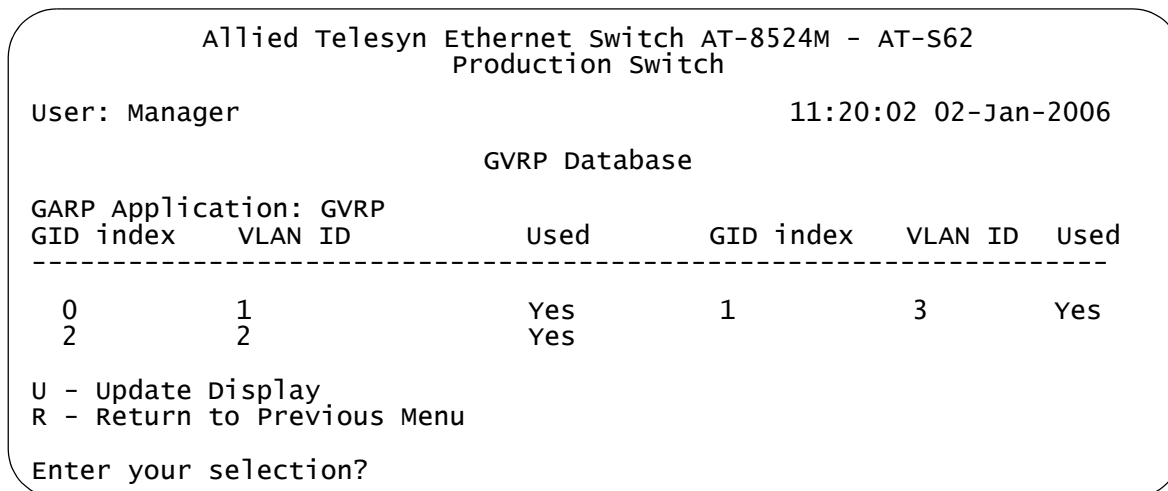 Allied Telesyn Ethernet Switch AT-8524M - AT-S62
Production Switch
User: Manager 11:20:02 02-Jan-2006
GVRP Database
GARP Application: GVRP
GID index VLAN ID Used GID index VLAN ID Used
--------------------------------------------------------------------
0 1 Yes 1 3 Yes
2 2 Yes
U - Update Display
R - Return to Previous Menu
Enter your selection?